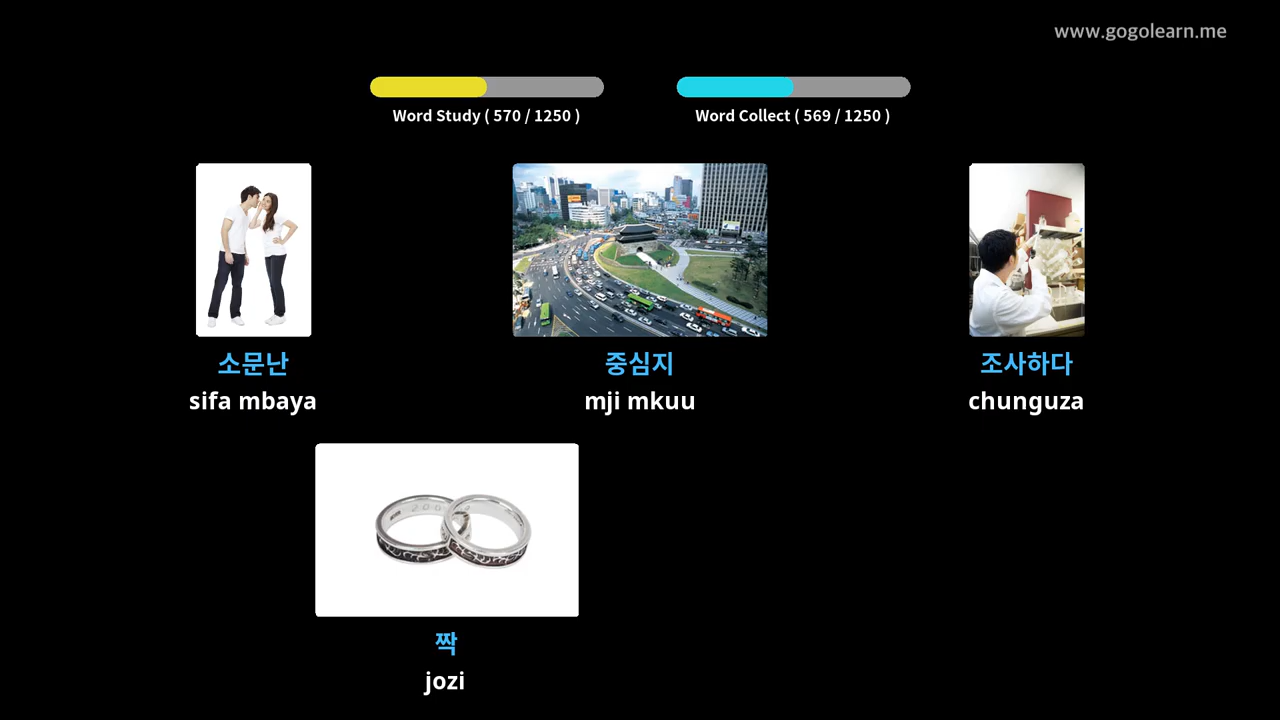 www.gogolearn.me
Word Study ( 570 / 1250 )
Word Collect ( 569 / 1250 )
소문난
sifa mbaya
중심지
mji mkuu
조사하다
chunguza
짝
jozi